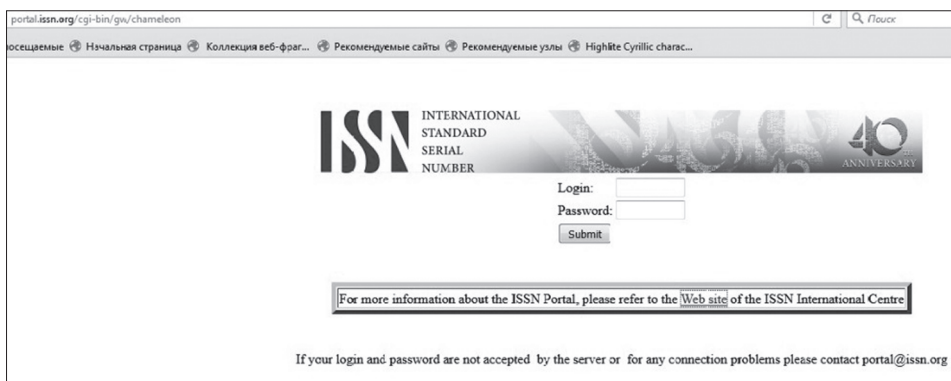 portal.issn.org/cgi-bin/gw/chameleon
Поиск
посещаемые Начальная страница Коллекция веб-фраг... Рекомендуемые сайты Рекомендуемые узлы Highlite Cyrillic charac...
ISSN
INTERNATIONAL
STANDARD
SERIAL
NUMBER
40
ANNIVERSARY
Login:
Password:
Submit
For more information about the ISSN Portal, please refer to the Web site of the ISSN International Centre
If your login and password are not accepted by the server or for any connection problems please contact portal@issn.org